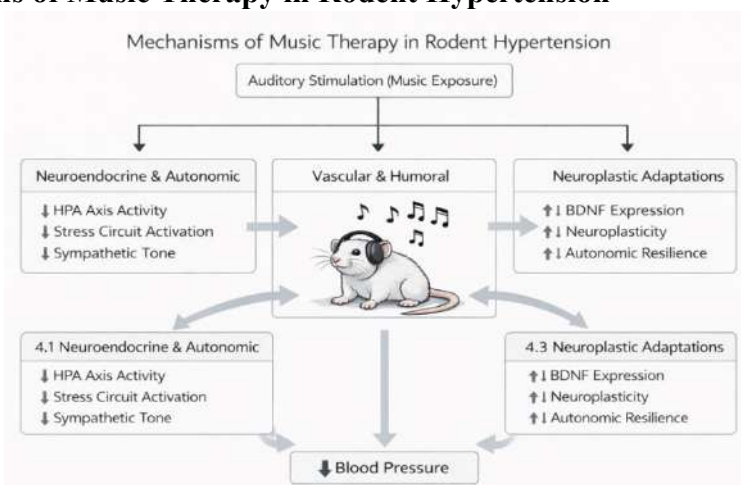 ns of Music Therapy in Rodent Hypertension
Mechanisms of Music Therapy in Rodent Hypertension
Auditory Stimulation (Music Exposure)
Neuroendocrine & Autonomic
↓ HPA Axis Activity
↓ Stress Circuit Activation
↓ Sympathetic Tone
Vascular & Humoral
Neuroplastic Adaptations
↑↓ BDNF Expression
↑↓ Neuroplasticity
↑↓ Autonomic Resilience
4.1 Neuroendocrine & Autonomic
↓ HPA Axis Activity
↓ Stress Circuit Activation
↓ Sympathetic Tone
4.3 Neuroplastic Adaptations
↑↓ BDNF Expression
↑↓ Neuroplasticity
↑↓ Autonomic Resilience
↓ Blood Pressure